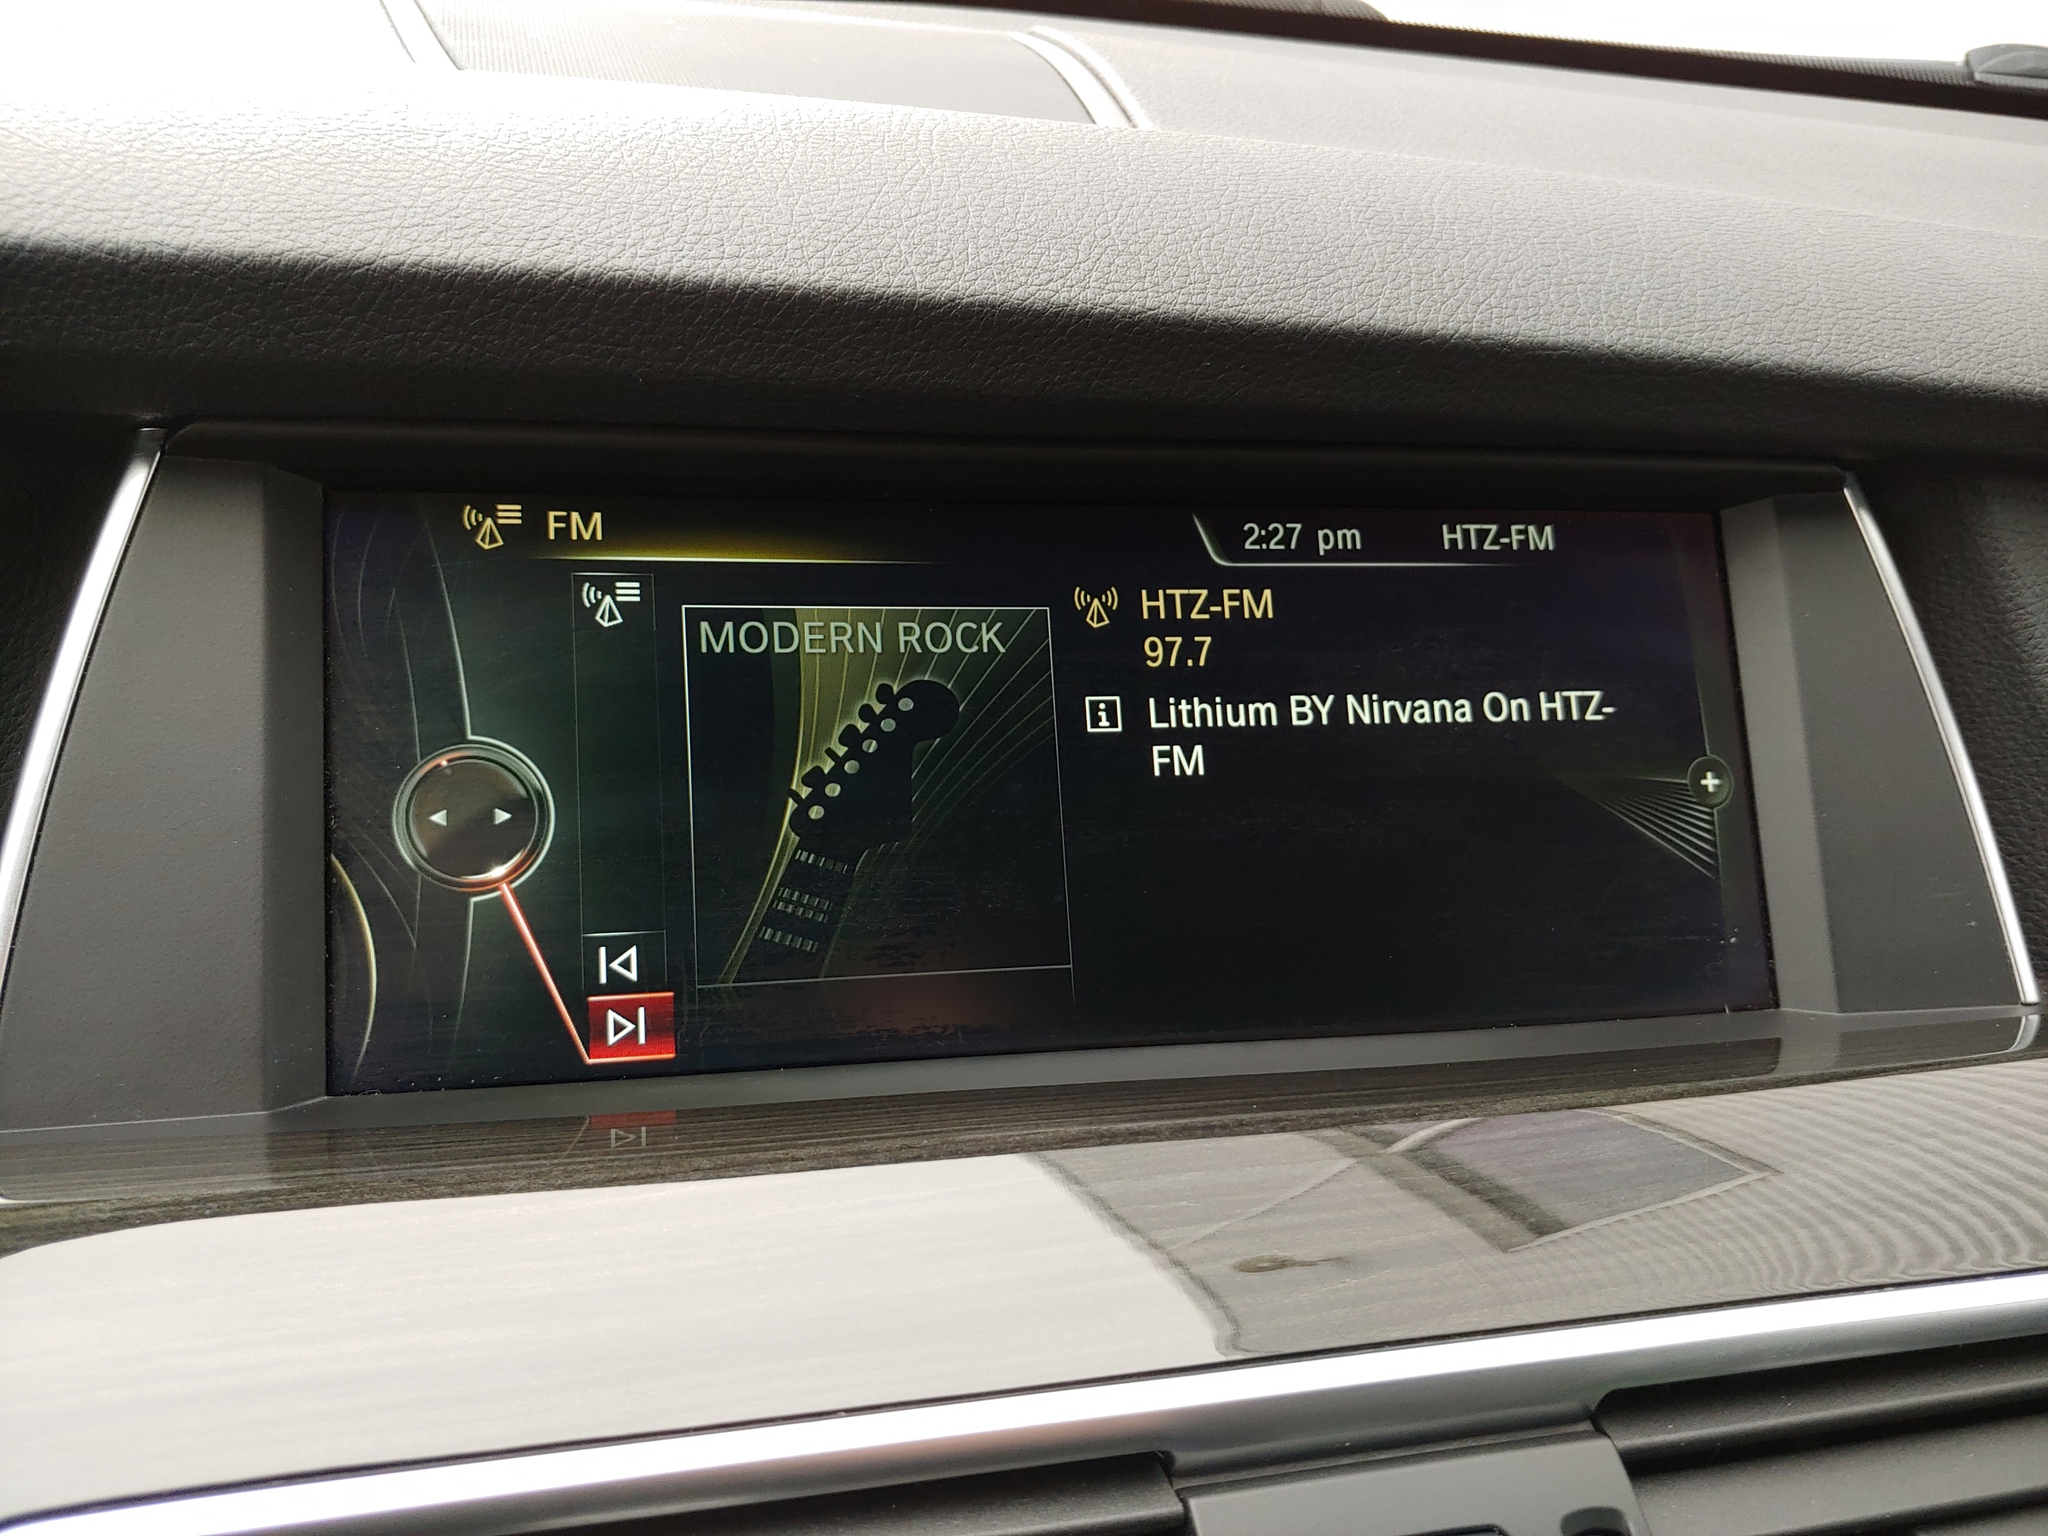 FM
2:27 pm HTZ-FM
MODERN ROCK
HTZ-FM
97.7
Lithium BY Nirvana On HTZ-
FM